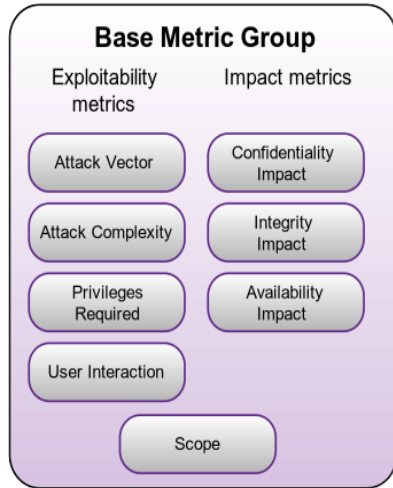 Base Metric Group
Exploitability
metrics
Impact metrics
Attack Vector
Attack Complexity
Privileges
Required
User Interaction
Confidentiality
Impact
Integrity
Impact
Availability
Impact
Scope